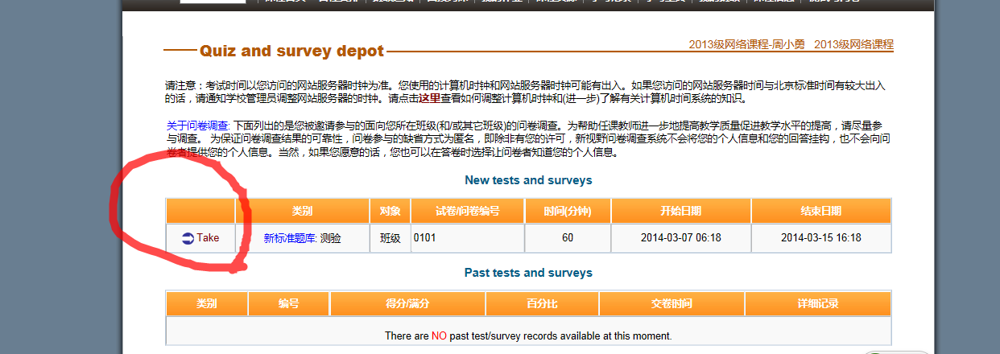 Quiz and survey depot
2013级网络课程-周小勇 2013级网络课程
请注意：考试时间以您访问的网站服务器时钟为准。您使用的计算机时钟和网站服务器时钟可能有出入。如果您访问的网站服务器时间与北京标准时间有较大出入
的话，请通知学校管理员调整网站服务器的时钟。请点击这里查看如何调整计算机时钟和(进一步)了解有关计算机时间系统的知识。
关于问卷调查: 下面列出的是您被邀请参与的面向您所在班级(和/或其它班级)的问卷调查。为帮助任课教师进一步地提高教学质量促进教学水平的提高，请尽量参
与调查。 为保证问卷调查结果的可靠性，问卷参与的缺省方式为匿名，即除非有您的许可，新视野问卷调查系统不会将您的个人信息和您的回答挂钩，也不会向问
卷者提供您的个人信息。当然，如果您愿意的话，您也可以在答卷时选择让问卷者知道您的个人信息。
New tests and surveys
类别 对象 试卷/问卷编号 时间(分钟) 开始日期 结束日期
Take 新标准题库: 测验 班级 0101 60 2014-03-07 06:18 2014-03-15 16:18
Past tests and surveys
类别 编号 得分/满分 百分比 交卷时间 详细记录
There are NO past test/survey records available at this moment.